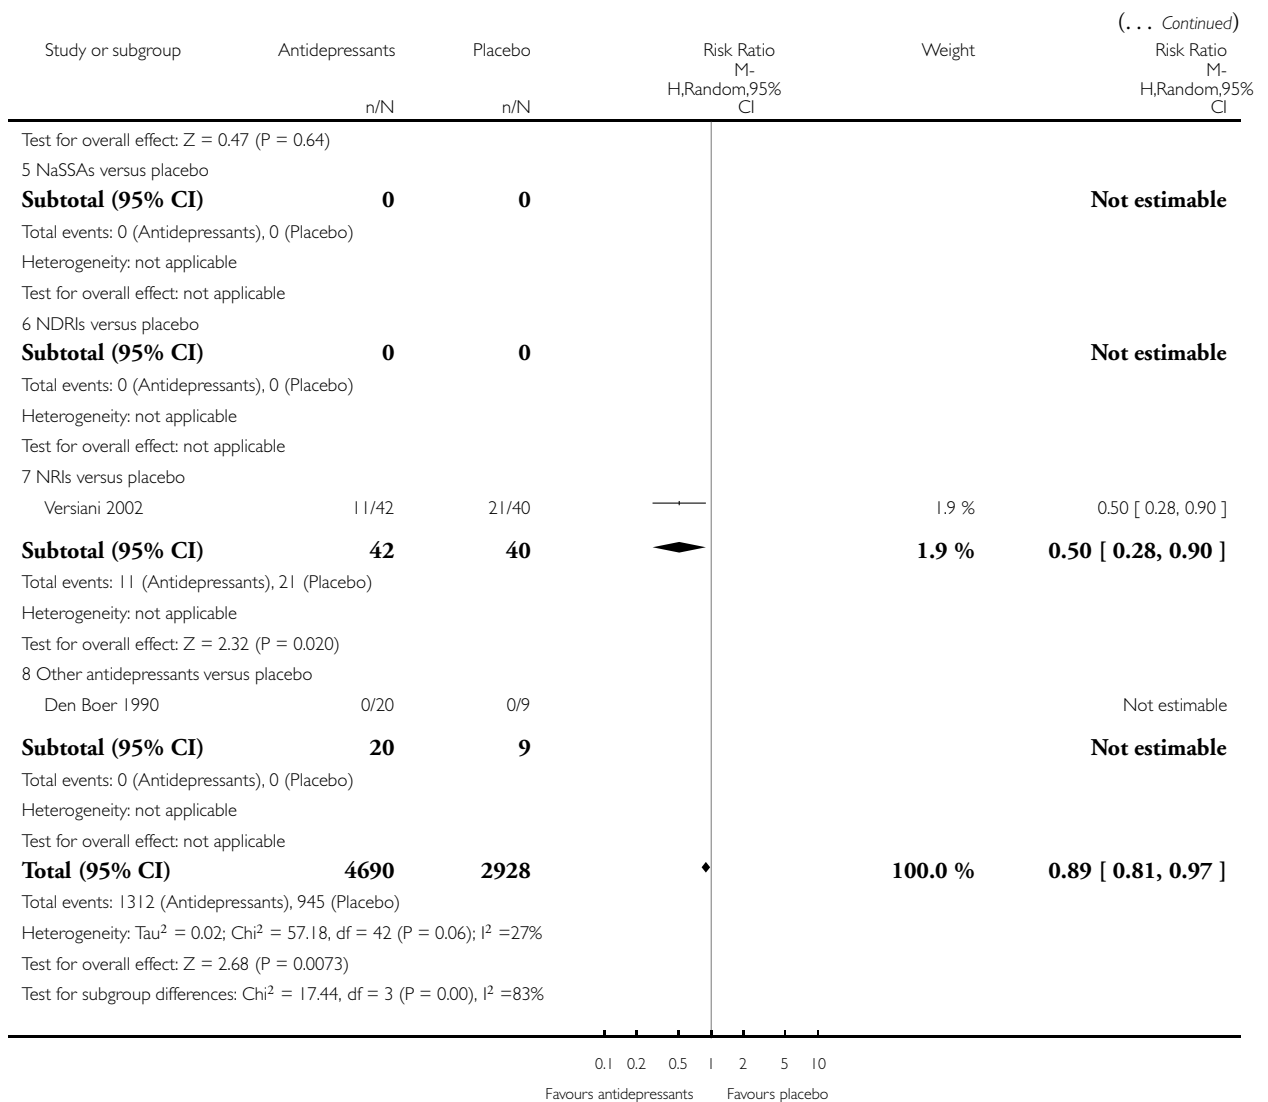 (. . . Continued)
Study or subgroup Antidepressants Placebo Risk Ratio Weight Risk Ratio
M- M-
H,Random,95% H,Random,95%
n/N n/N CI CI
Test for overall effect: Z = 0.47 (P = 0.64)
5 NaSSAs versus placebo
Subtotal (95% CI) 0 0 Not estimable
Total events: 0 (Antidepressants), 0 (Placebo)
Heterogeneity: not applicable
Test for overall effect: not applicable
6 NDRIs versus placebo
Subtotal (95% CI) 0 0 Not estimable
Total events: 0 (Antidepressants), 0 (Placebo)
Heterogeneity: not applicable
Test for overall effect: not applicable
7 NRIs versus placebo
Versiani 2002 11/42 21/40 1.9 % 0.50 [ 0.28, 0.90 ]
Subtotal (95% CI) 42 40 1.9 % 0.50 [ 0.28, 0.90 ]
Total events: 11 (Antidepressants), 21 (Placebo)
Heterogeneity: not applicable
Test for overall effect: Z = 2.32 (P = 0.020)
8 Other antidepressants versus placebo
Den Boer 1990 0/20 0/9 Not estimable
Subtotal (95% CI) 20 9 Not estimable
Total events: 0 (Antidepressants), 0 (Placebo)
Heterogeneity: not applicable
Test for overall effect: not applicable
Total (95% CI) 4690 2928 100.0 % 0.89 [ 0.81, 0.97 ]
Total events: 1312 (Antidepressants), 945 (Placebo)
Heterogeneity: Tau² = 0.02; Chi² = 57.18, df = 42 (P = 0.06); I² =27%
Test for overall effect: Z = 2.68 (P = 0.0073)
Test for subgroup differences: Chi² = 17.44, df = 3 (P = 0.00), I² =83%
0.1 0.2 0.5 1 2 5 10
Favours antidepressants Favours placebo